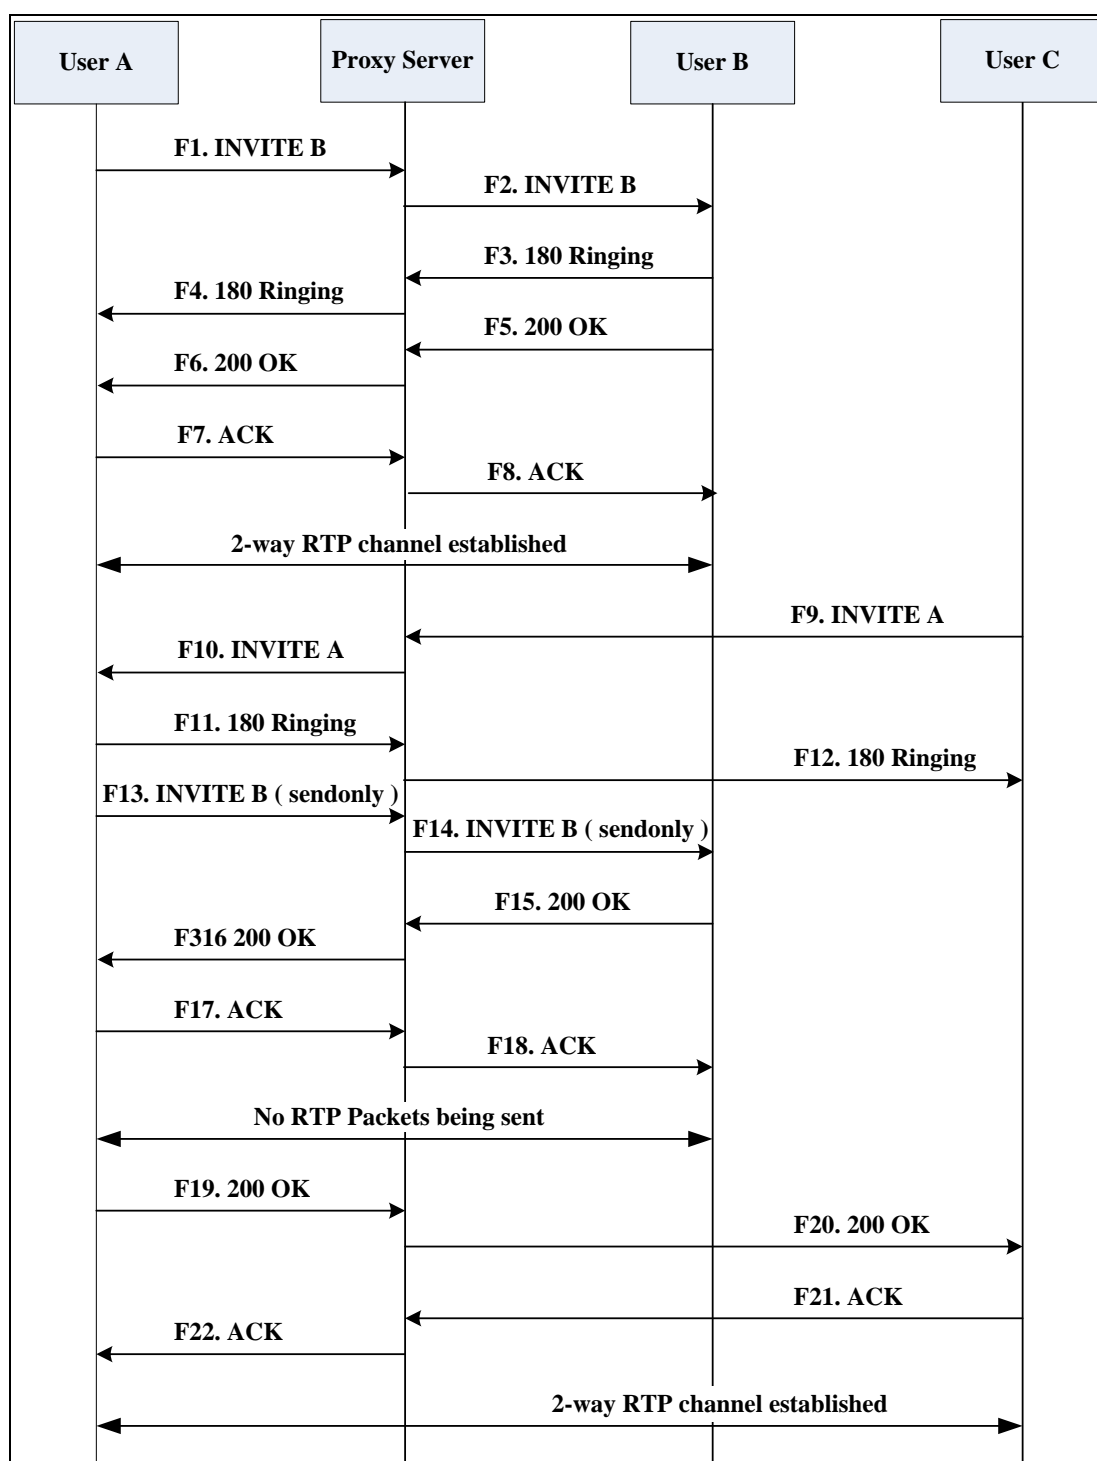 User A
Proxy Server
User B
User C
F1. INVITE B
F2. INVITE B
F3. 180 Ringing
F4. 180 Ringing
F5. 200 OK
F6. 200 OK
F7. ACK
F8. ACK
2-way RTP channel established
F9. INVITE A
F10. INVITE A
F11. 180 Ringing
F12. 180 Ringing
F13. INVITE B ( sendonly )
F14. INVITE B ( sendonly )
F15. 200 OK
F316 200 OK
F17. ACK
F18. ACK
No RTP Packets being sent
F19. 200 OK
F20. 200 OK
F21. ACK
F22. ACK
2-way RTP channel established